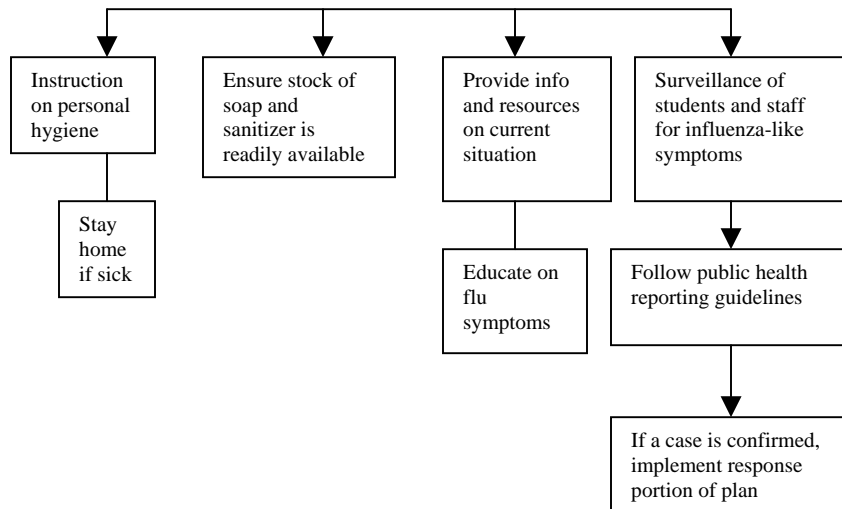 Instruction
on personal
hygiene
Stay
home
if sick
Ensure stock of
soap and
sanitizer is
readily available
Provide info
and resources
on current
situation
Educate on
flu
symptoms
Surveillance of
students and staff
for influenza-like
symptoms
Follow public health
reporting guidelines
If a case is confirmed,
implement response
portion of plan